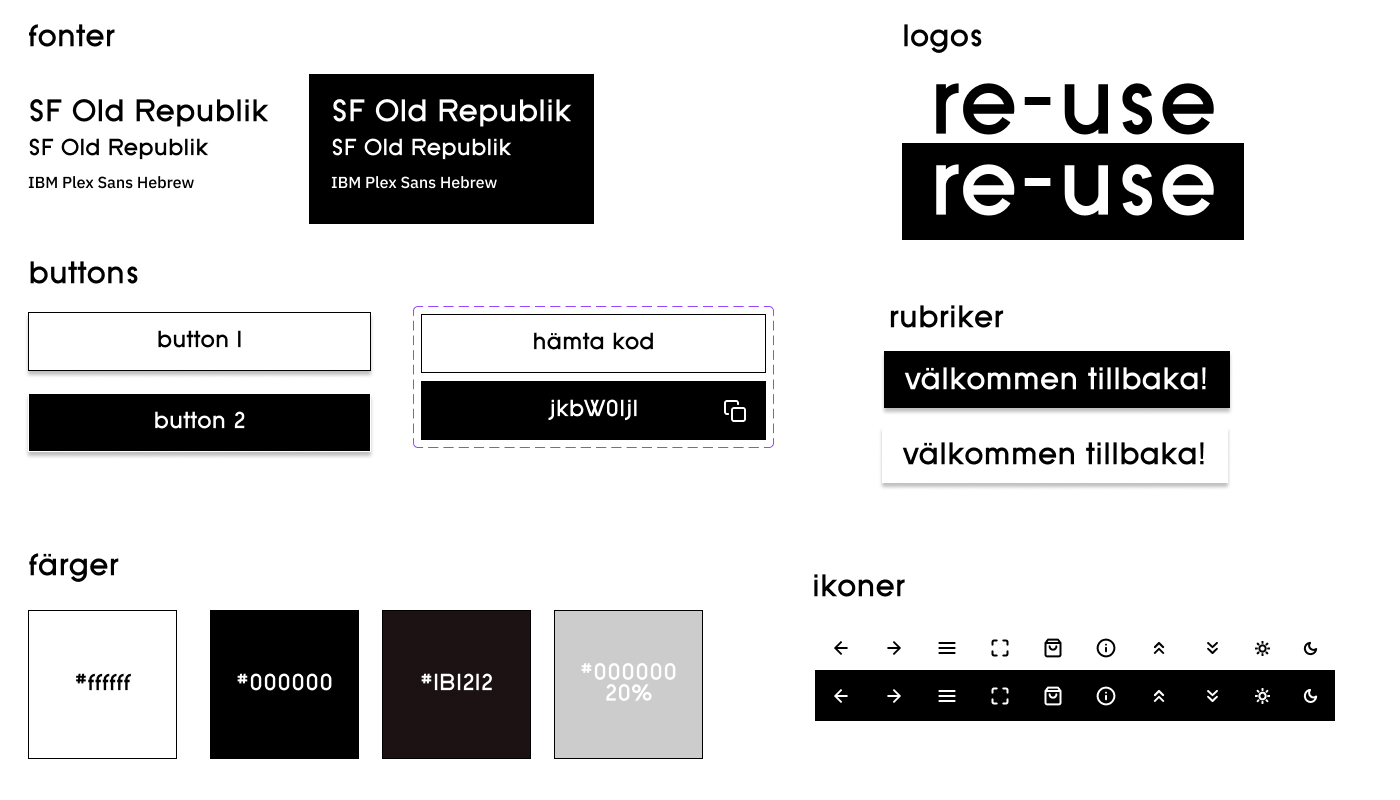 fonter
SF Old Republik
SF Old Republik
IBM Plex Sans Hebrew
SF Old Republik
SF Old Republik
IBM Plex Sans Hebrew
logos
re-use
re-use
buttons
button 1
button 2
hämta kod
jkbW01jl
rubriker
välkommen tillbaka!
välkommen tillbaka!
färger
#ffffff
#000000
#1B1212
#000000
20%
ikoner